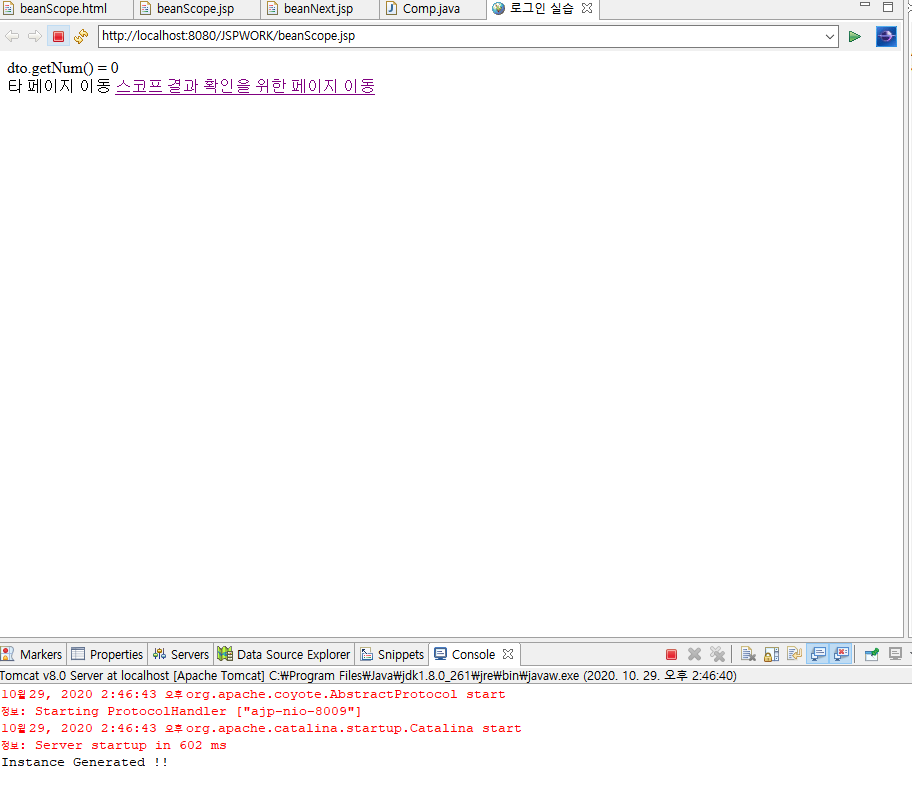 beanScope.html beanScope.jsp beanNext.jsp Comp.java 로그인 실습
http://localhost:8080/JSPWORK/beanScope.jsp
dto.getNum() = 0
타 페이지 이동 스코프 결과 확인을 위한 페이지 이동
Markers Properties Servers Data Source Explorer Snippets Console
Tomcat v8.0 Server at localhost [Apache Tomcat] C:₩Program Files₩Java₩jdk1.8.0_261₩jre₩bin₩javaw.exe (2020. 10. 29. 오후 2:46:40)
10월 29, 2020 2:46:43 오후 org.apache.coyote.AbstractProtocol start
정보: Starting ProtocolHandler ["ajp-nio-8009"]
10월 29, 2020 2:46:43 오후 org.apache.catalina.startup.Catalina start
정보: Server startup in 602 ms
Instance Generated !!